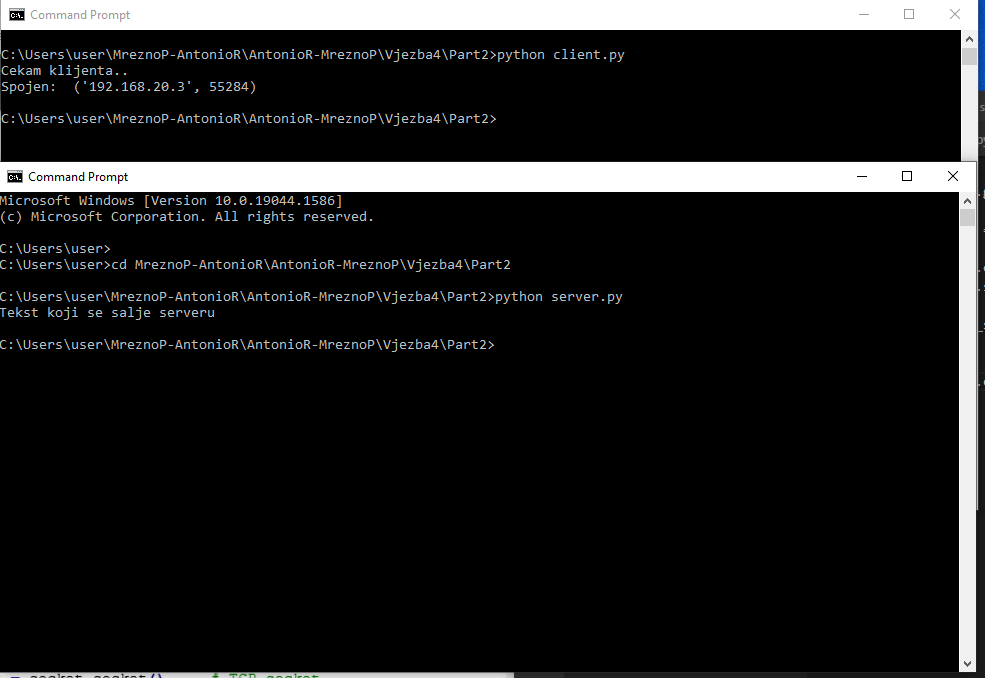 Command Prompt
C:\Users\user\MreznoP-AntonioR\AntonioR-MreznoP\Vjezba4\Part2>python client.py
Cekam klijenta..
Spojen:  ('192.168.20.3', 55284)
C:\Users\user\MreznoP-AntonioR\AntonioR-MreznoP\Vjezba4\Part2>
Command Prompt
Microsoft Windows [Version 10.0.19044.1586]
(c) Microsoft Corporation. All rights reserved.
C:\Users\user>
C:\Users\user>cd MreznoP-AntonioR\AntonioR-MreznoP\Vjezba4\Part2
C:\Users\user\MreznoP-AntonioR\AntonioR-MreznoP\Vjezba4\Part2>python server.py
Tekst koji se salje serveru
C:\Users\user\MreznoP-AntonioR\AntonioR-MreznoP\Vjezba4\Part2>